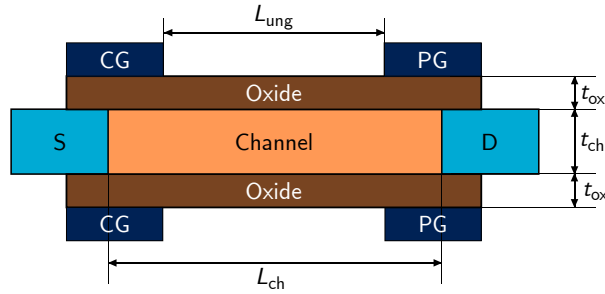 L_ung
CG
PG
Oxide
t_ox
S
Channel
D
t_ch
Oxide
t_ox
CG
PG
L_ch